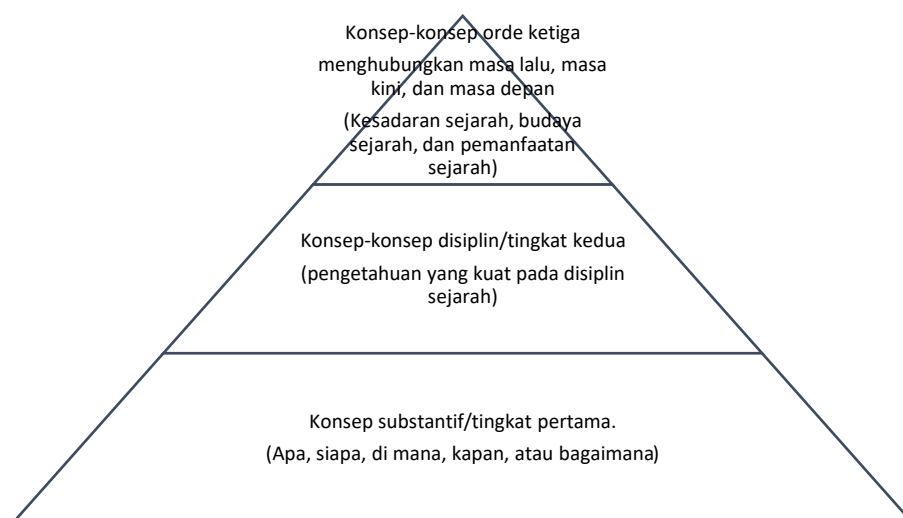 Konsep-konsep orde ketiga
menghubungkan masa lalu, masa
kini, dan masa depan
(Kesadaran sejarah, budaya
sejarah, dan pemanfaatan
sejarah)
Konsep-konsep disiplin/tingkat kedua
(pengetahuan yang kuat pada disiplin
sejarah)
Konsep substantif/tingkat pertama.
(Apa, siapa, di mana, kapan, atau bagaimana)